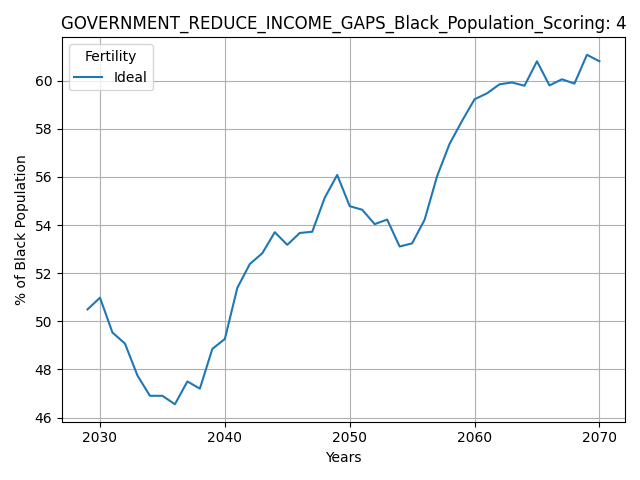 GOVERNMENT_REDUCE_INCOME_GAPS_Black_Population_Scoring: 4
Fertility
Ideal
% of Black Population
60
58
56
54
52
50
48
46
2030 2040 2050 2060 2070
Years